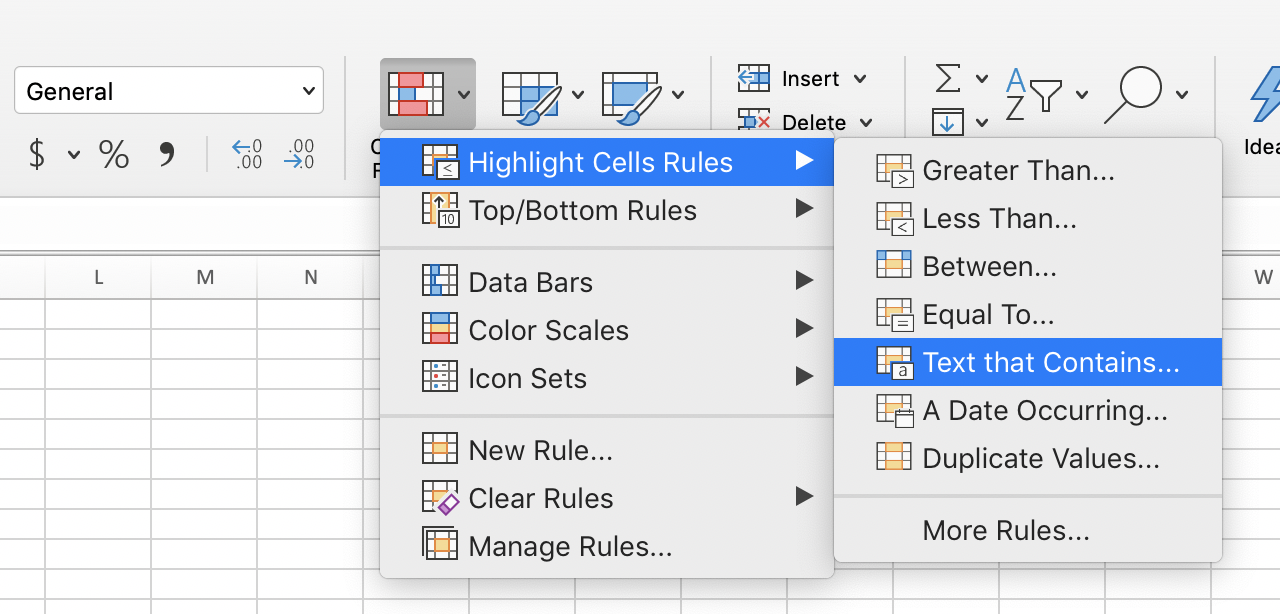 General
Insert
Delete
$ % 9
.0 .00
.00 .0
A
Z
Idea
Highlight Cells Rules
Top/Bottom Rules
10
Data Bars
Color Scales
Icon Sets
New Rule...
Clear Rules
Manage Rules...
Greater Than...
Less Than...
Between...
Equal To...
Text that Contains...
a
A Date Occurring...
Duplicate Values...
More Rules...
L M N W